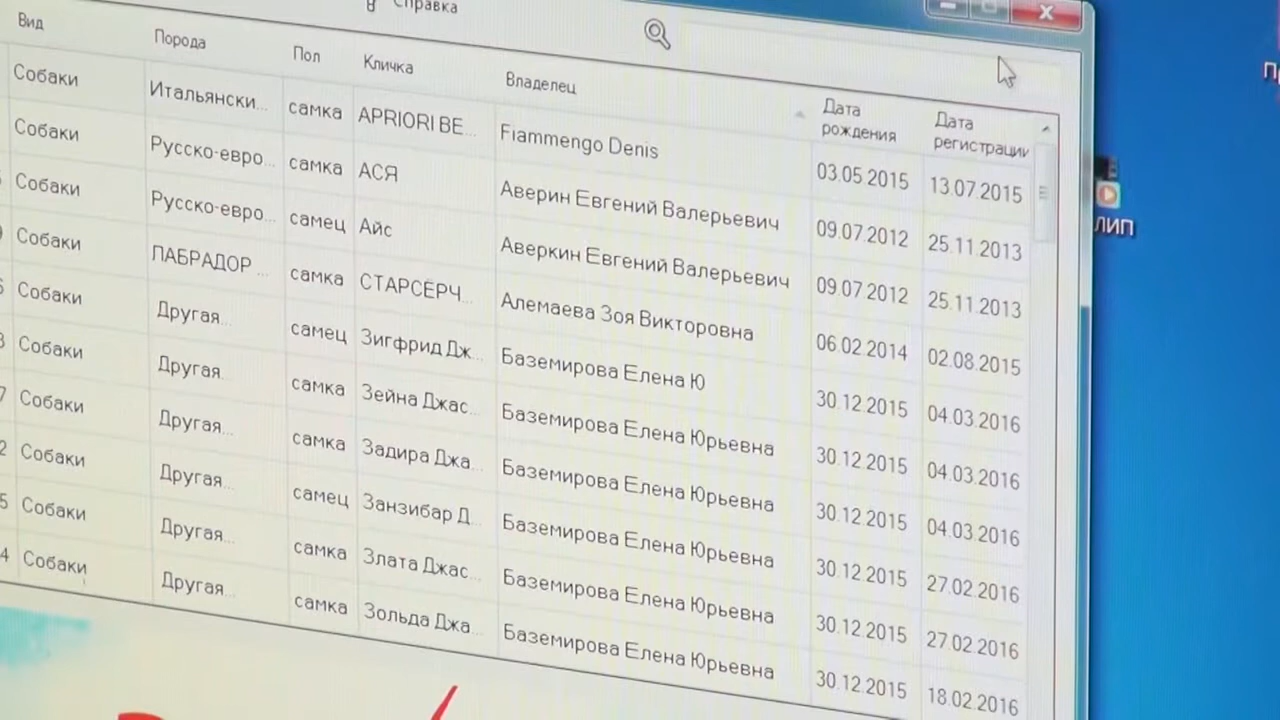 Справка
Вид Порода Пол Кличка Владелец Дата рождения Дата регистрации
Собаки Итальянски... самка APRIORI BE... Fiammengo Denis 03.05.2015 13.07.2015
Собаки Русско-евро... самка АСЯ Аверин Евгений Валерьевич 09.07.2012 25.11.2013
Собаки Русско-евро... самец Айс Аверкин Евгений Валерьевич 09.07.2012 25.11.2013
Собаки ЛАБРАДОР ... самка СТАРСЁРЧ... Алемаева Зоя Викторовна 06.02.2014 02.08.2015
Собаки Другая... самец Зигфрид Дж... Баземирова Елена Ю 30.12.2015 04.03.2016
Собаки Другая... самка Зейна Джас... Баземирова Елена Юрьевна 30.12.2015 04.03.2016
7 Собаки Другая... самка Задира Джа... Баземирова Елена Юрьевна 30.12.2015 04.03.2016
2 Собаки Другая... самец Занзибар Д... Баземирова Елена Юрьевна 30.12.2015 27.02.2016
5 Собаки Другая... самка Злата Джас... Баземирова Елена Юрьевна 30.12.2015 27.02.2016
4 Собаки Другая... самка Зольда Джа... Баземирова Елена Юрьевна 30.12.2015 18.02.2016
ЛИП